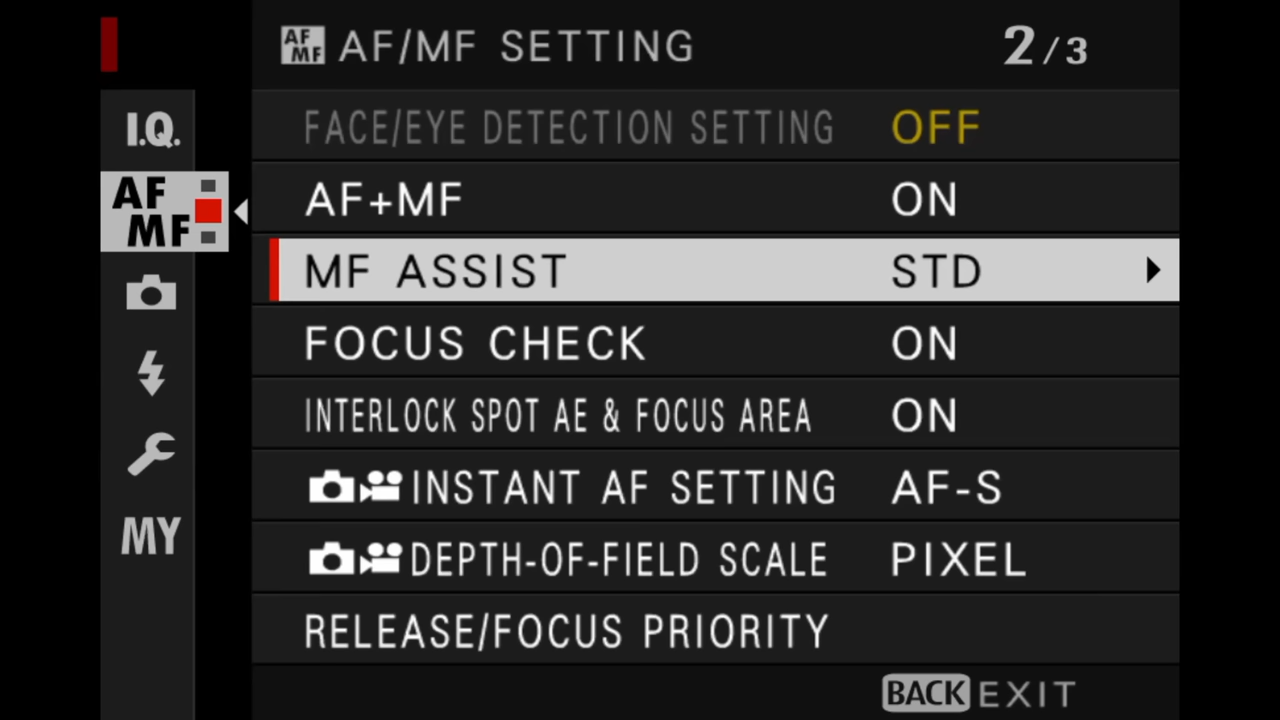 AF MF AF/MF SETTING 2/3
I.Q.
AF MF
MY
FACE/EYE DETECTION SETTING OFF
AF+MF ON
MF ASSIST STD
FOCUS CHECK ON
INTERLOCK SPOT AE & FOCUS AREA ON
INSTANT AF SETTING AF-S
DEPTH-OF-FIELD SCALE PIXEL
RELEASE/FOCUS PRIORITY
BACK EXIT